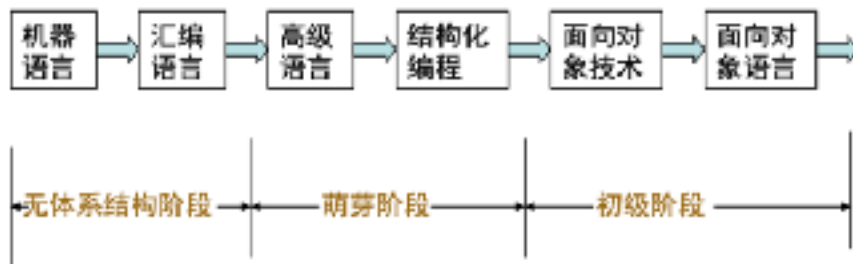 机器
语言
汇编
语言
高级
语言
结构化
编程
面向对
象技术
面向对
象语言
无体系结构阶段
萌芽阶段
初级阶段